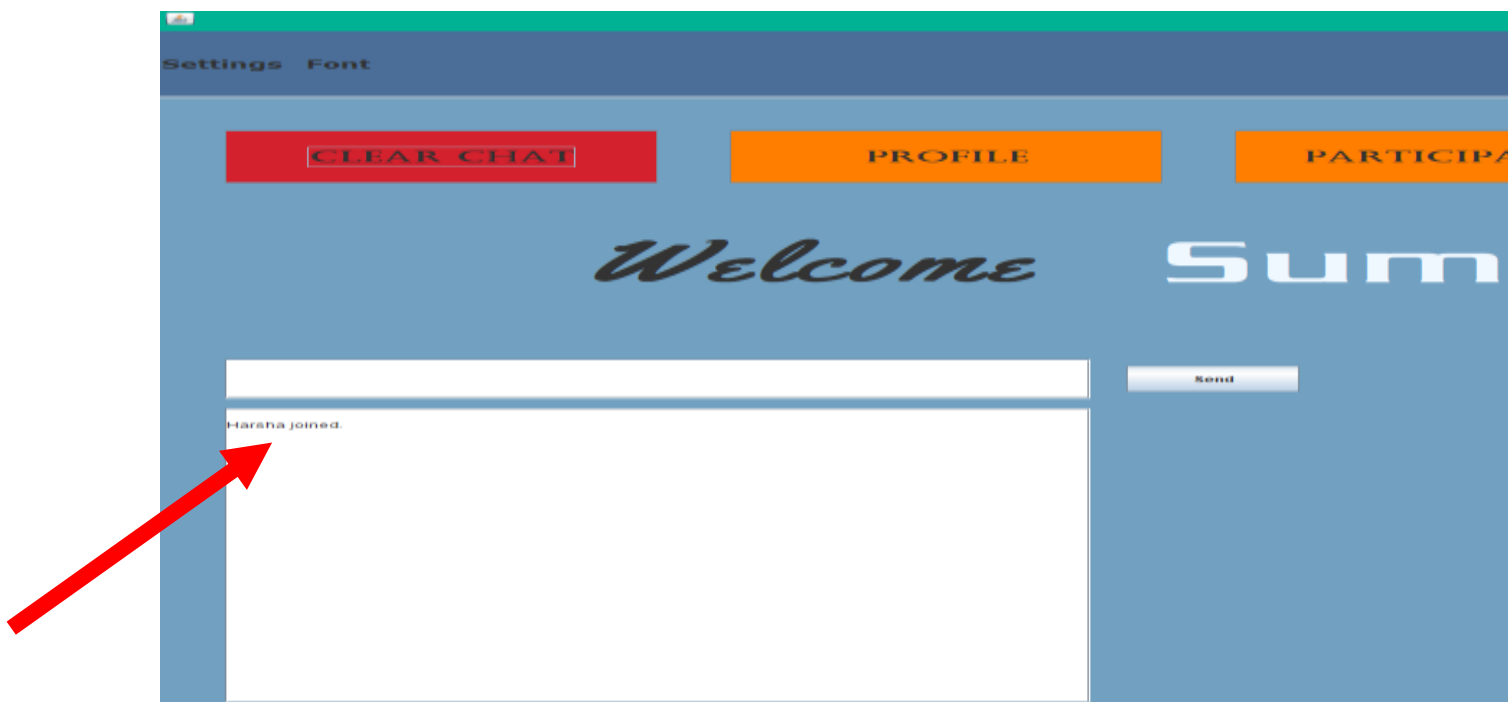 Settings Font
CLEAR CHAT PROFILE PARTICIPA
Welcome Sum
Send
Harsha joined.